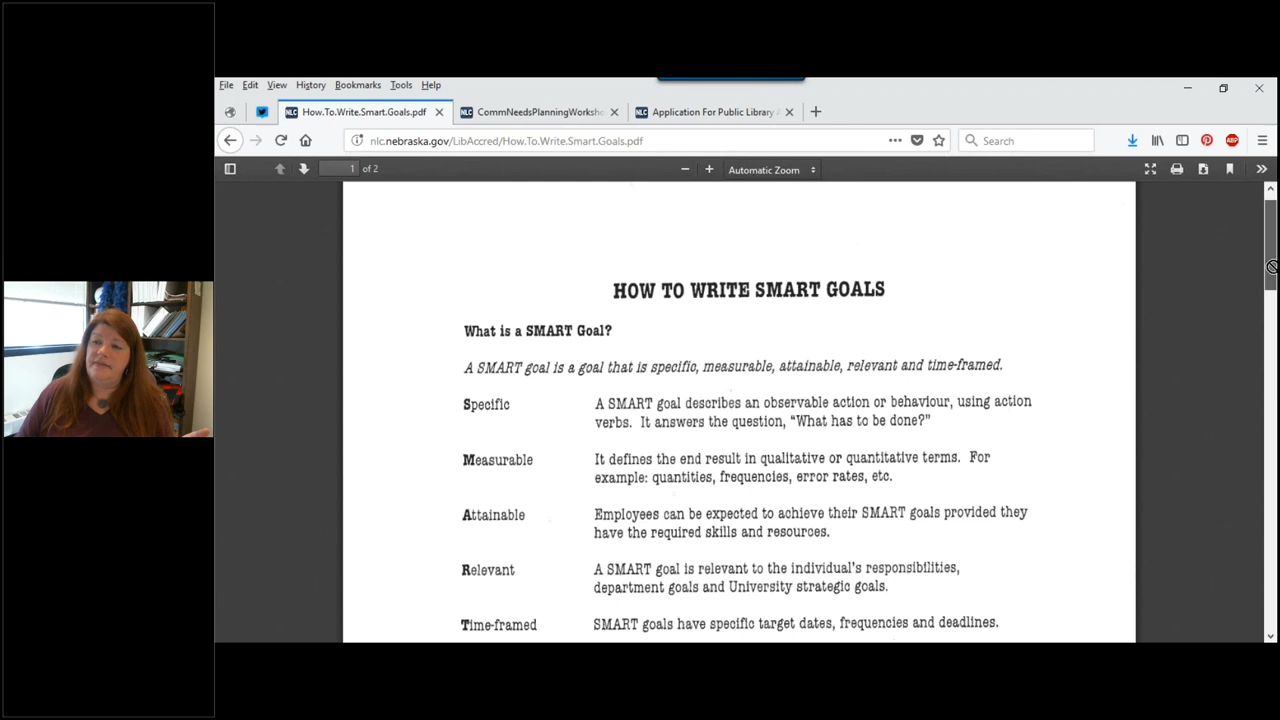 File Edit View History Bookmarks Tools Help
NLC How.To.Write.Smart.Goals.pdf
NLC CommNeedsPlanningWorksh
NLC Application For Public Library A
nlc.nebraska.gov/LibAccred/How.To.Write.Smart.Goals.pdf
Search
ABP
1 of 2
Automatic Zoom
HOW TO WRITE SMART GOALS
What is a SMART Goal?
A SMART goal is a goal that is specific, measurable, attainable, relevant and time-framed.
Specific A SMART goal describes an observable action or behaviour, using action
verbs. It answers the question, "What has to be done?"
Measurable It defines the end result in qualitative or quantitative terms. For
example: quantities, frequencies, error rates, etc.
Attainable Employees can be expected to achieve their SMART goals provided they
have the required skills and resources.
Relevant A SMART goal is relevant to the individual's responsibilities,
department goals and University strategic goals.
Time-framed SMART goals have specific target dates, frequencies and deadlines.